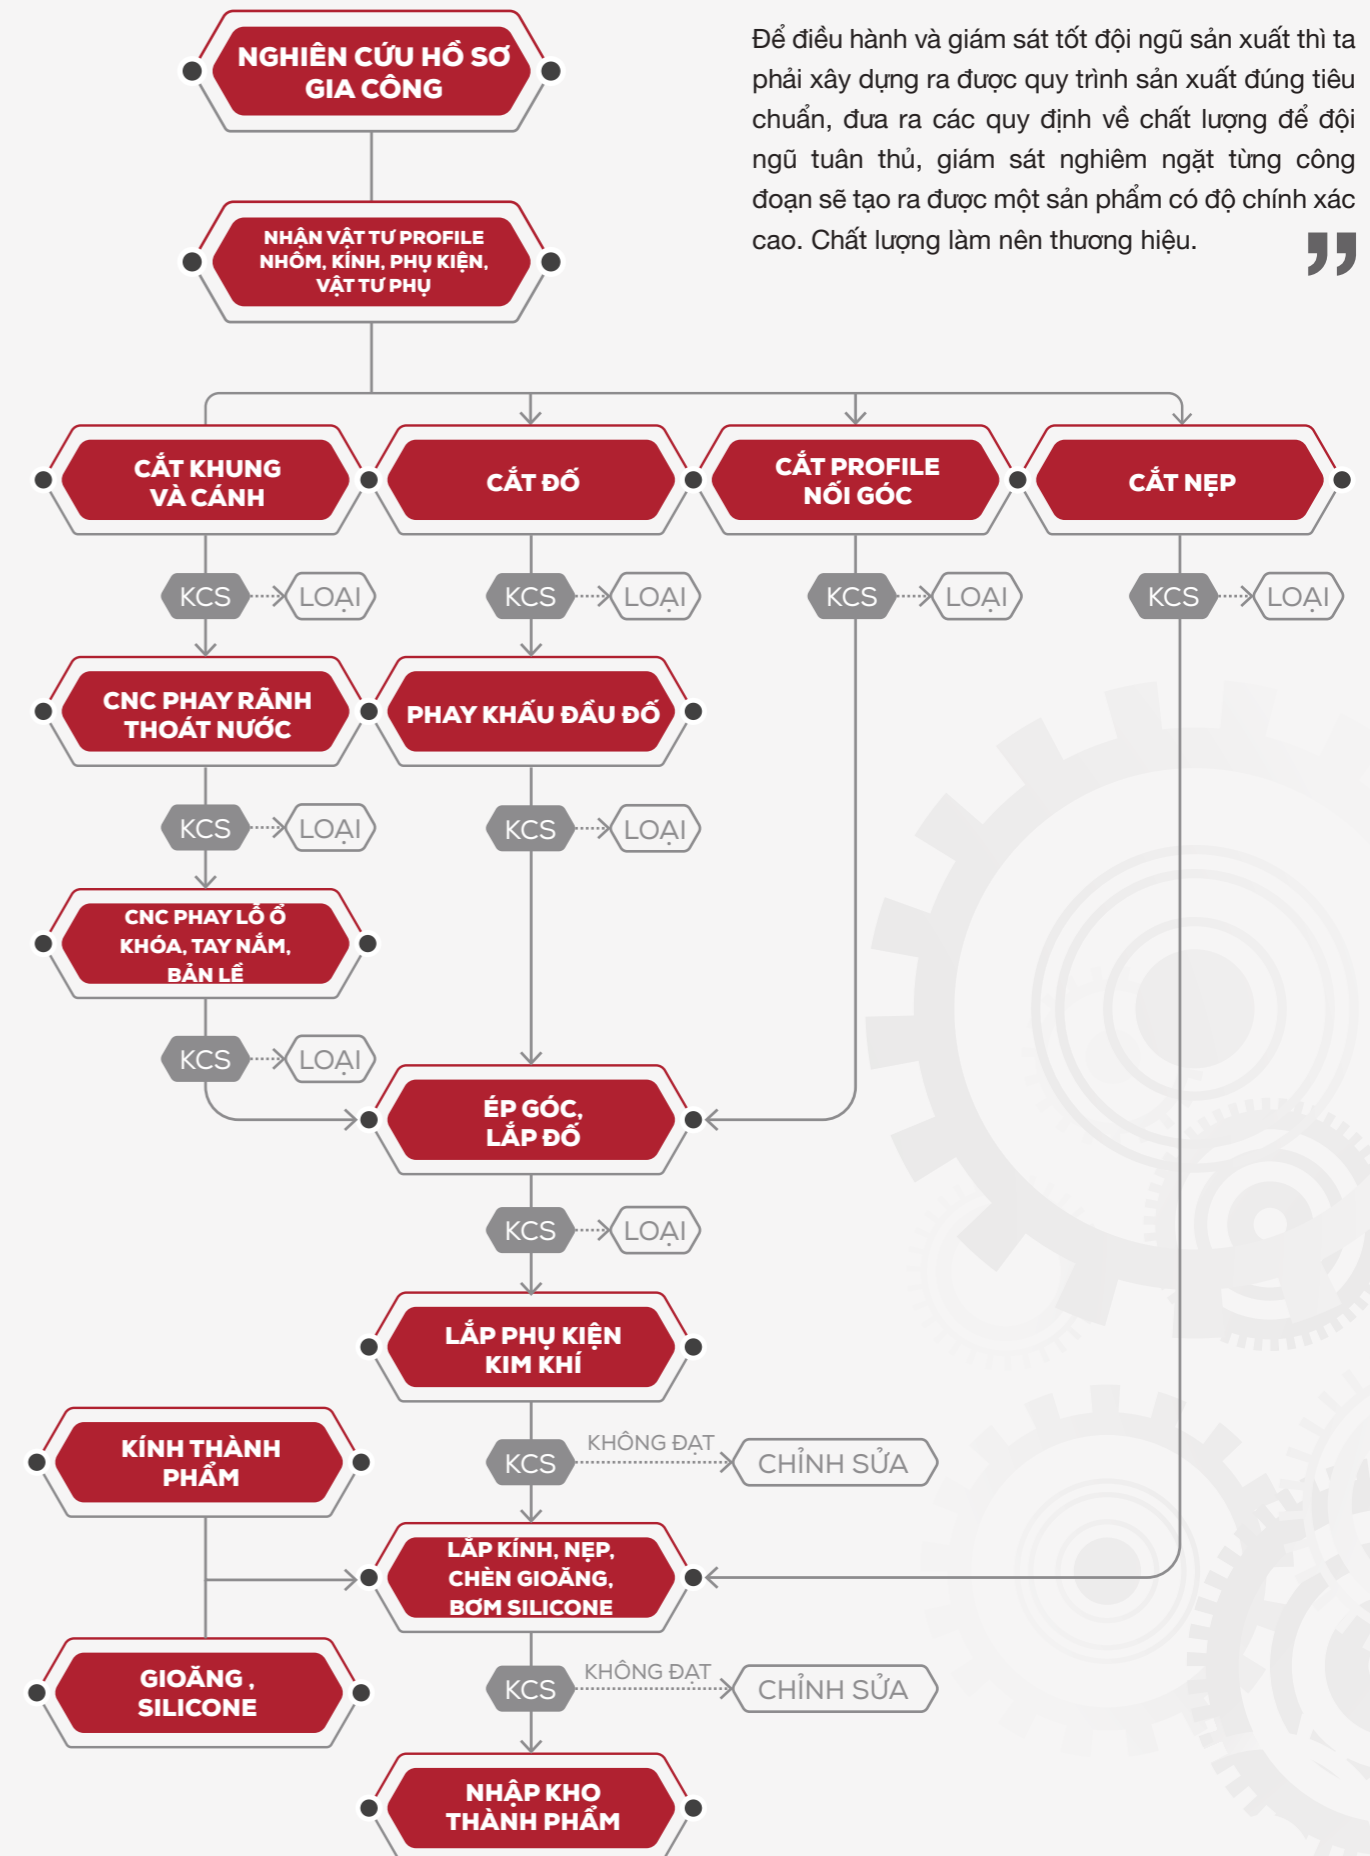 NGHIÊN CỨU HỒ SƠ
GIA CÔNG
Để điều hành và giám sát tốt đội ngũ sản xuất thì ta
phải xây dựng ra được quy trình sản xuất đúng tiêu
chuẩn, đưa ra các quy định về chất lượng để đội
ngũ tuân thủ, giám sát nghiêm ngặt từng công
đoạn sẽ tạo ra được một sản phẩm có độ chính xác
cao. Chất lượng làm nên thương hiệu.
”
NHẬN VẬT TƯ PROFILE
NHÔM, KÍNH, PHỤ KIỆN,
VẬT TƯ PHỤ
CẮT KHUNG
VÀ CÁNH
CẮT ĐỐ
CẮT PROFILE
NỐI GÓC
CẮT NẸP
KCS
LOẠI
KCS
LOẠI
KCS
LOẠI
KCS
LOẠI
CNC PHAY RÃNH
THOÁT NƯỚC
PHAY KHẤU ĐẦU ĐỐ
KCS
LOẠI
KCS
LOẠI
CNC PHAY LỖ Ổ
KHÓA, TAY NẮM,
BẢN LỀ
KCS
LOẠI
ÉP GÓC,
LẮP ĐỐ
KCS
LOẠI
LẮP PHỤ KIỆN
KIM KHÍ
KÍNH THÀNH
PHẨM
KCS
KHÔNG ĐẠT
CHỈNH SỬA
LẮP KÍNH, NẸP,
CHÈN GIOĂNG,
BƠM SILICONE
GIOĂNG ,
SILICONE
KCS
KHÔNG ĐẠT
CHỈNH SỬA
NHẬP KHO
THÀNH PHẨM